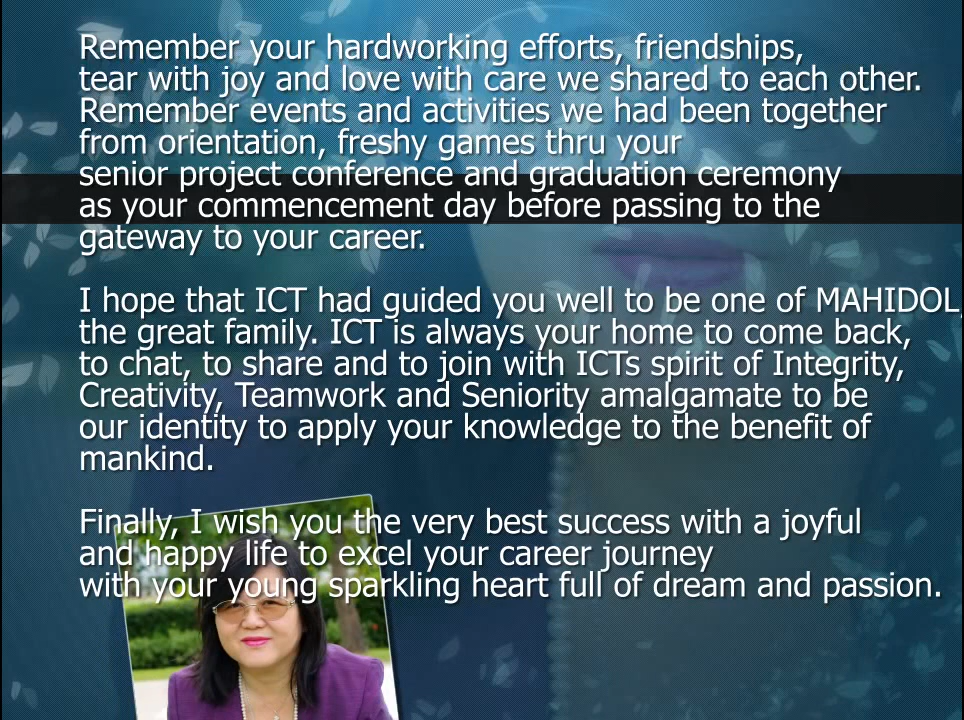 Remember your hardworking efforts, friendships,
tear with joy and love with care we shared to each other.
Remember events and activities we had been together
from orientation, freshy games thru your
senior project conference and graduation ceremony
as your commencement day before passing to the
gateway to your career.
I hope that ICT had guided you well to be one of MAHIDOL,
the great family. ICT is always your home to come back,
to chat, to share and to join with ICTs spirit of Integrity,
Creativity, Teamwork and Seniority amalgamate to be
our identity to apply your knowledge to the benefit of
mankind.
Finally, I wish you the very best success with a joyful
and happy life to excel your career journey
with your young sparkling heart full of dream and passion.